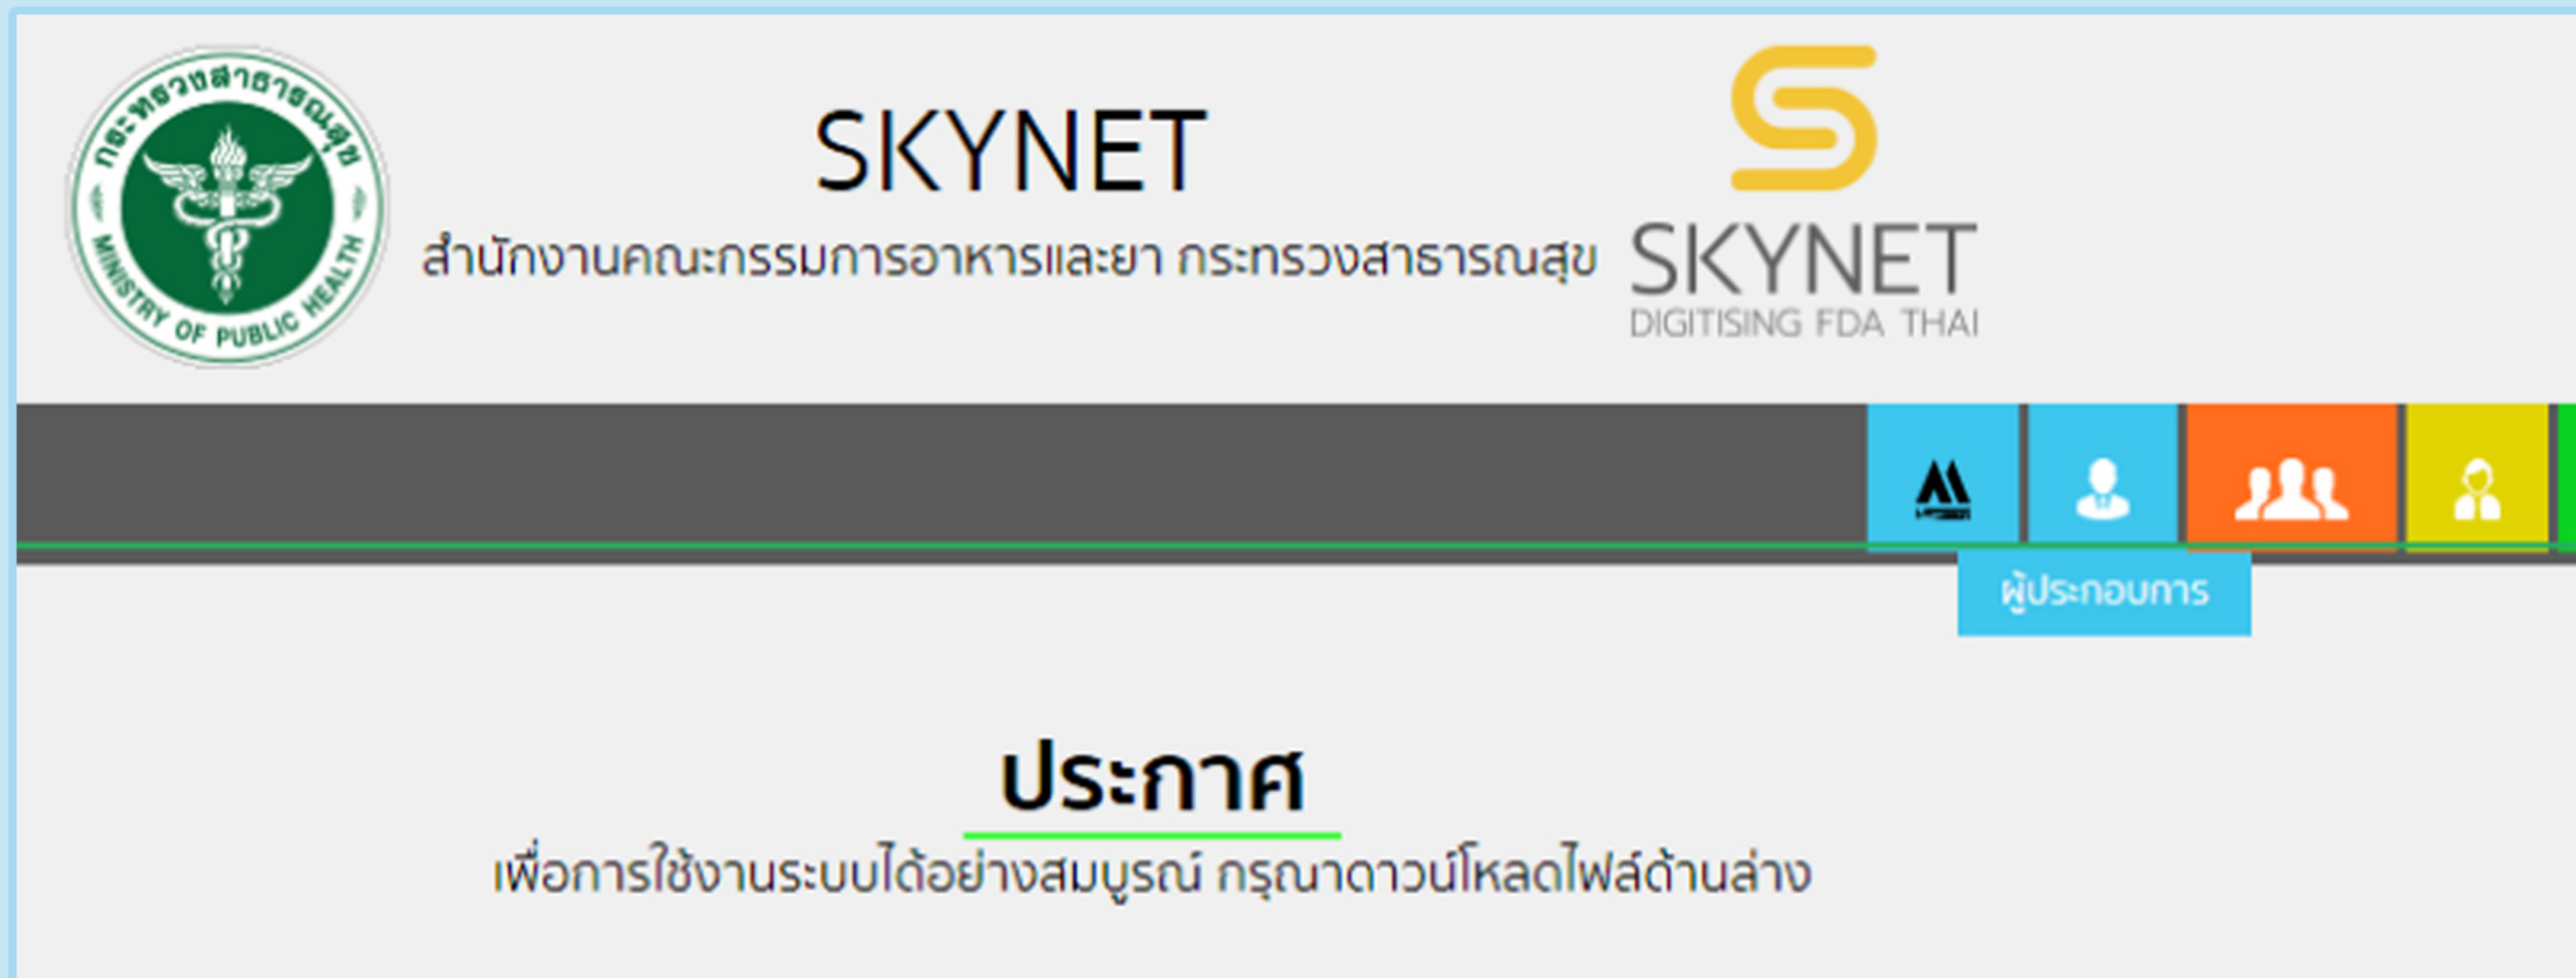 กระทรวงสาธารณสุข
MINISTRY OF PUBLIC HEALTH
SKYNET
สำนักงานคณะกรรมการอาหารและยา กระทรวงสาธารณสุข
SKYNET
DIGITISING FDA THAI
ผู้ประกอบการ
ประกาศ
เพื่อการใช้งานระบบได้อย่างสมบูรณ์ กรุณาดาวน์โหลดไฟล์ด้านล่าง